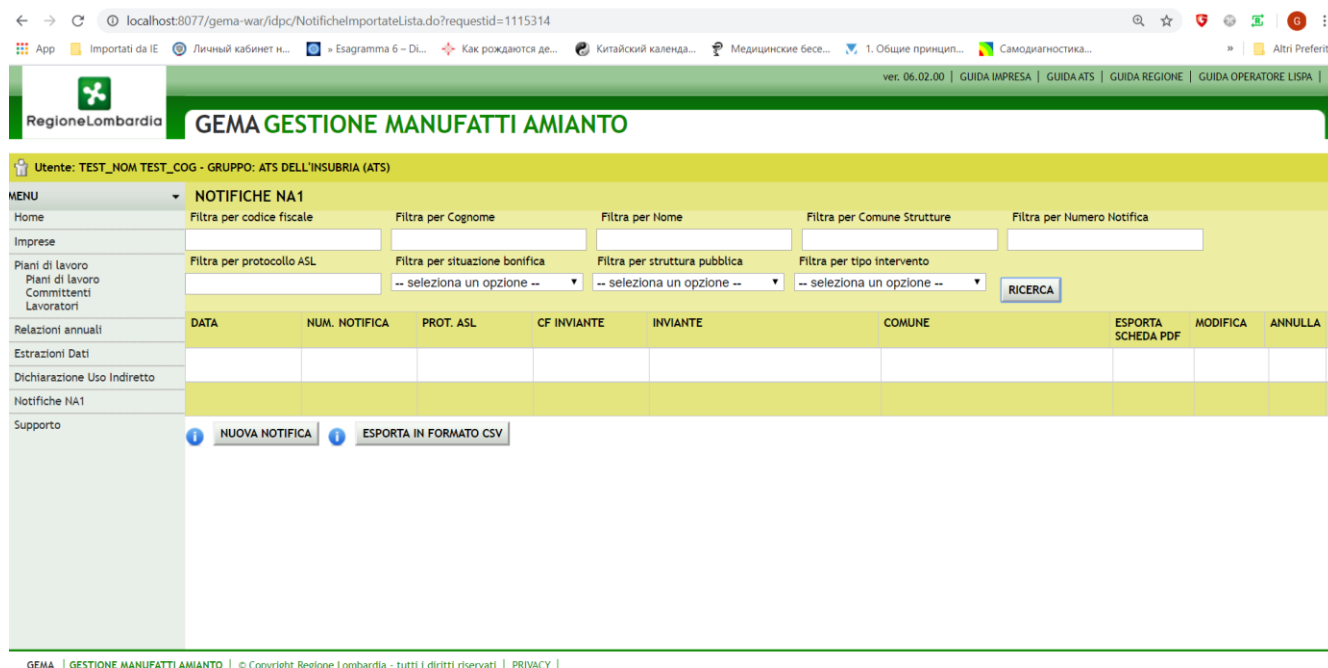 localhost:8077/gema-war/idpc/NotificheImportateLista.do?requestid=1115314
App Importati da IE Личный кабинет н... » Esagramma 6 – Di... Как рождаются де... Китайский календа... Медицинские бесе... 1. Общие принцип... Самодиагностика... » Altri Preferit
ver. 06.02.00 | GUIDA IMPRESA | GUIDA ATS | GUIDA REGIONE | GUIDA OPERATORE LISPA |
RegioneLombardia
GEMA GESTIONE MANUFATTI AMIANTO
Utente: TEST_NOM TEST_COG - GRUPPO: ATS DELL'INSUBRIA (ATS)
MENU
Home
Imprese
Piani di lavoro
Piani di lavoro
Committenti
Lavoratori
Relazioni annuali
Estrazioni Dati
Dichiarazione Uso Indiretto
Notifiche NA1
Supporto
NOTIFICHE NA1
Filtra per codice fiscale Filtra per Cognome Filtra per Nome Filtra per Comune Strutture Filtra per Numero Notifica
Filtra per protocollo ASL Filtra per situazione bonifica Filtra per struttura pubblica Filtra per tipo intervento
-- seleziona un opzione -- -- seleziona un opzione -- -- seleziona un opzione -- RICERCA
DATA NUM. NOTIFICA PROT. ASL CF INVIANTE INVIANTE COMUNE ESPORTA SCHEDA PDF MODIFICA ANNULLA
NUOVA NOTIFICA ESPORTA IN FORMATO CSV
GEMA | GESTIONE MANUFATTI AMIANTO | © Copyright Regione Lombardia - tutti i diritti riservati | PRIVACY |